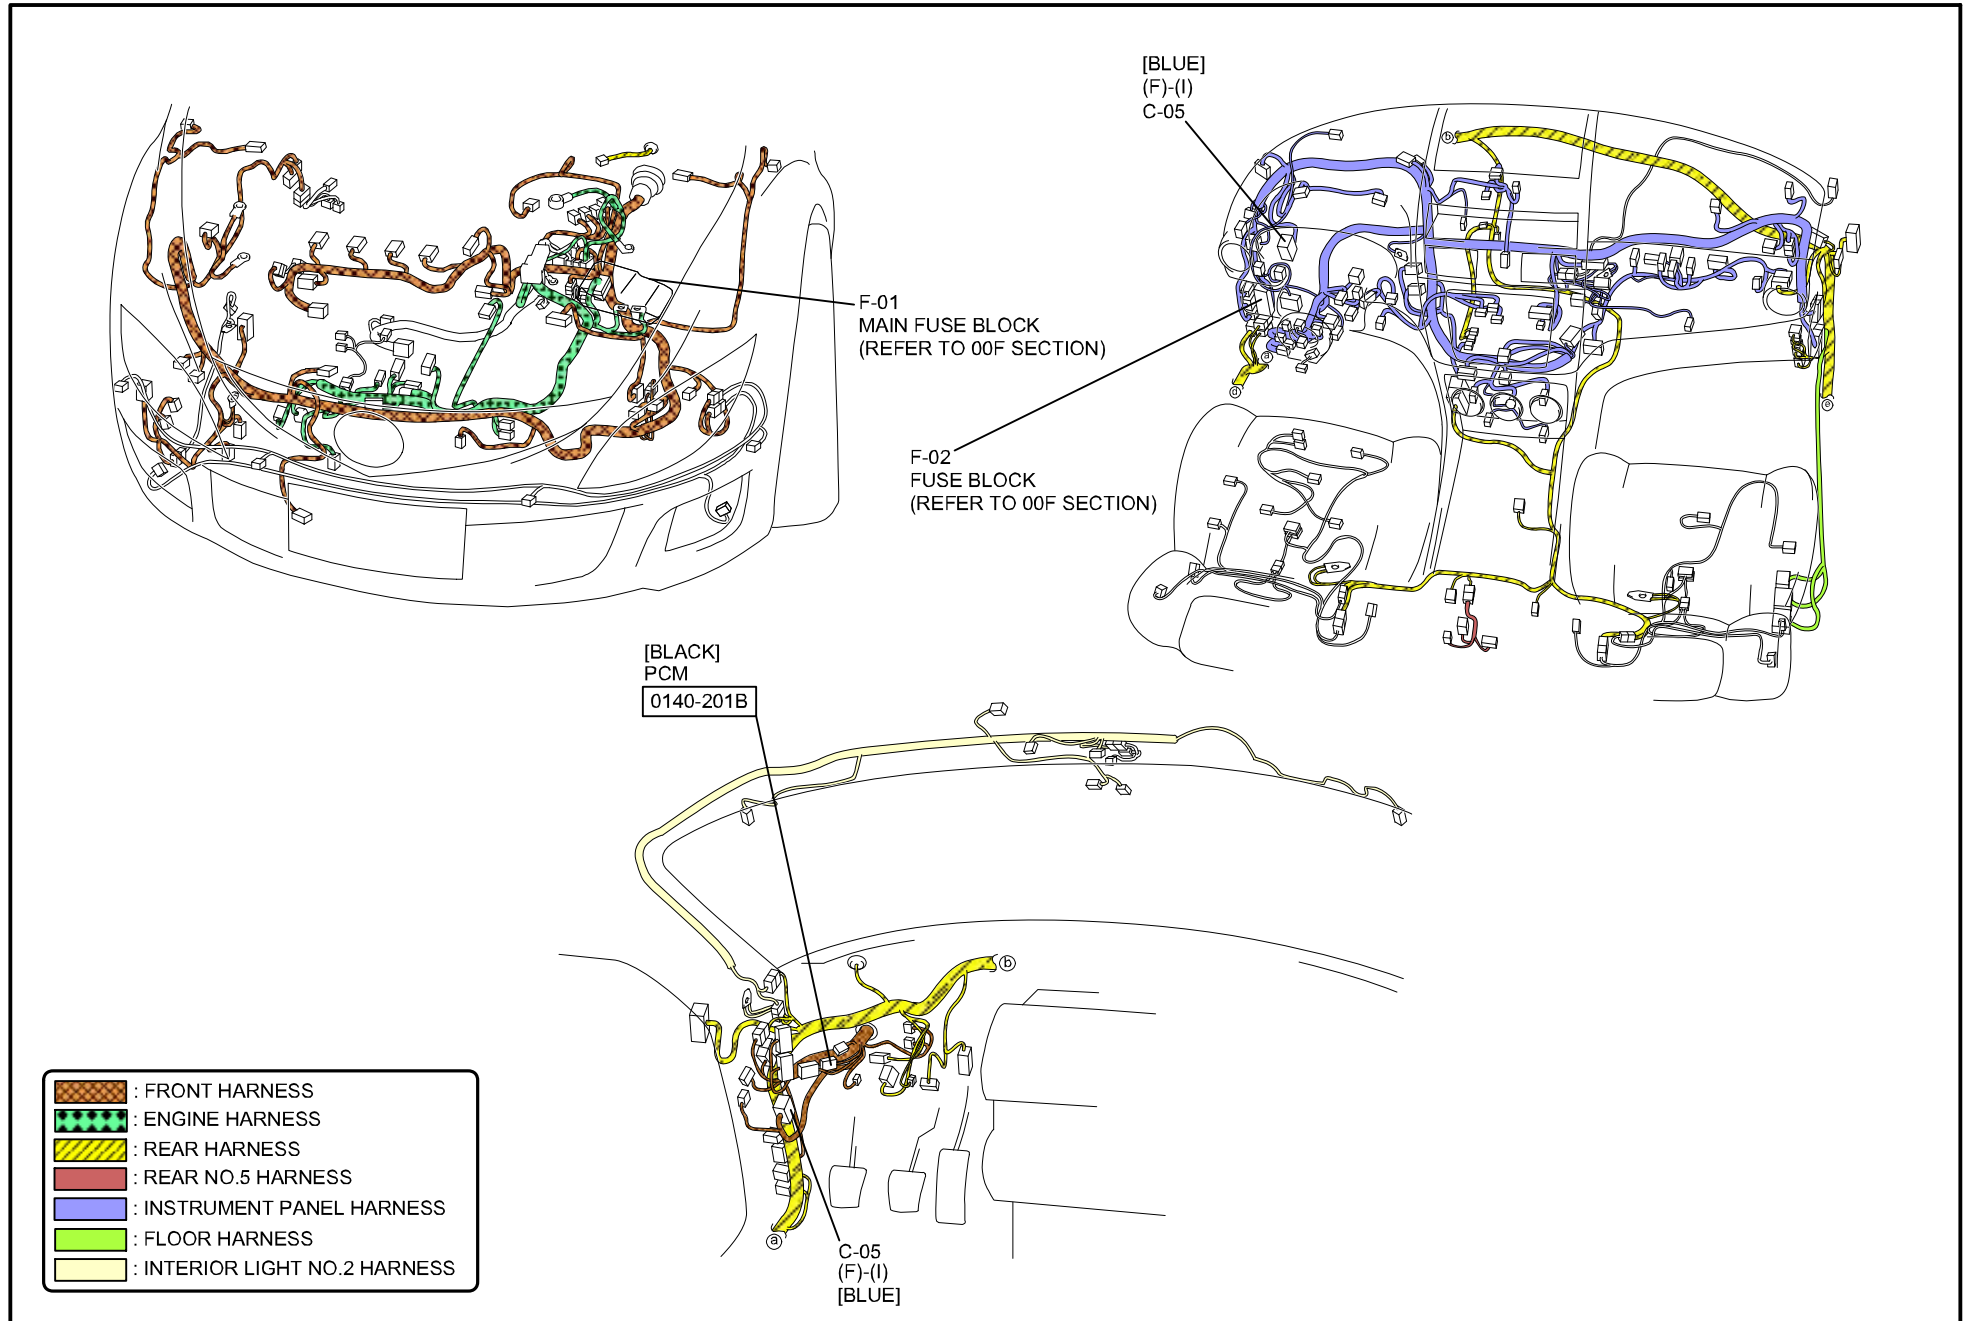 [BLUE]
(F)-(I)
C-05
b
F-01
MAIN FUSE BLOCK
(REFER TO 00F SECTION)
a
a
e
F-02
FUSE BLOCK
(REFER TO 00F SECTION)
[BLACK]
PCM
0140-201B
b
: FRONT HARNESS
: ENGINE HARNESS
: REAR HARNESS
: REAR NO.5 HARNESS
: INSTRUMENT PANEL HARNESS
: FLOOR HARNESS
: INTERIOR LIGHT NO.2 HARNESS
a
C-05
(F)-(I)
[BLUE]